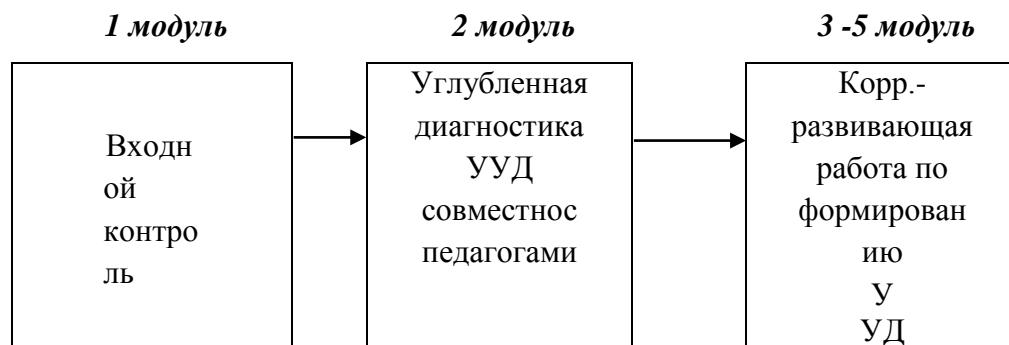 1 модуль
2 модуль
3 -5 модуль
Входн
ой
контро
ль
Углубленная
диагностика
УУД
совместнос
педагогами
Корр.-
развивающая
работа по
формирован
ию
У
УД